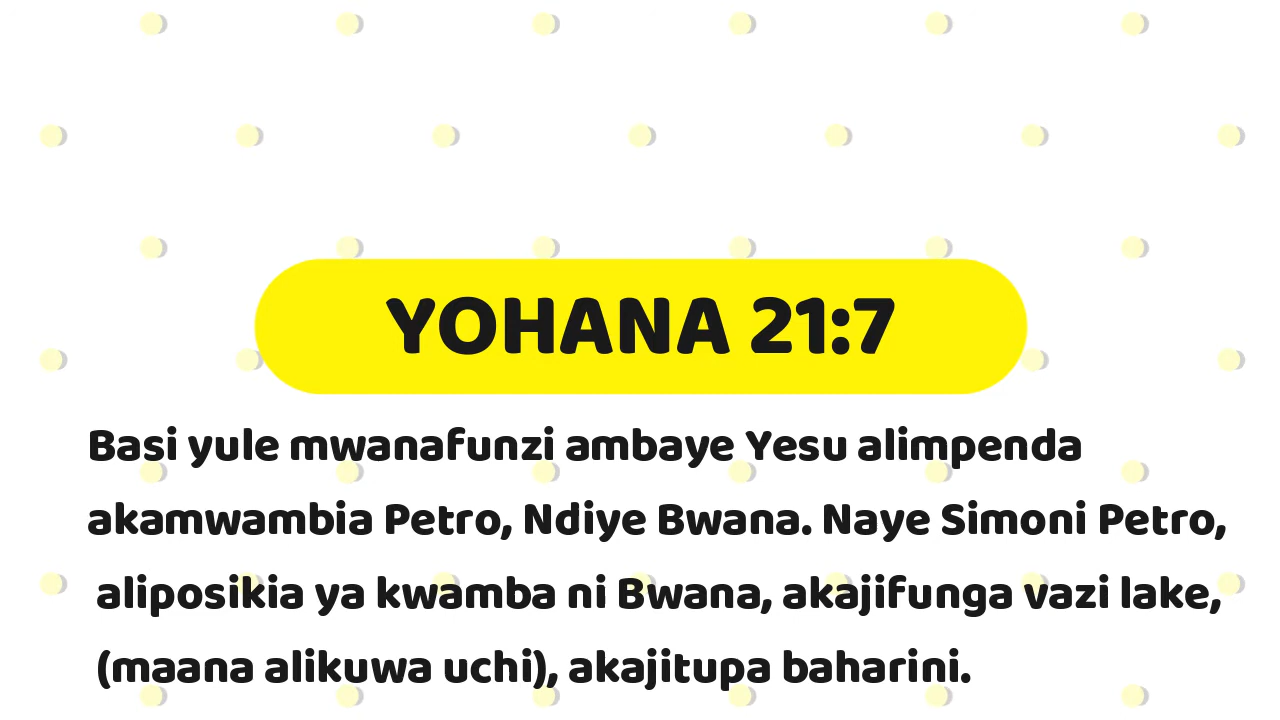 YOHANA 21:7
Basi yule mwanafunzi ambaye Yesu alimpenda
akamwambia Petro, Ndiye Bwana. Naye Simoni Petro,
aliposikia ya kwamba ni Bwana, akajifunga vazi lake,
(maana alikuwa uchi), akajitupa baharini.